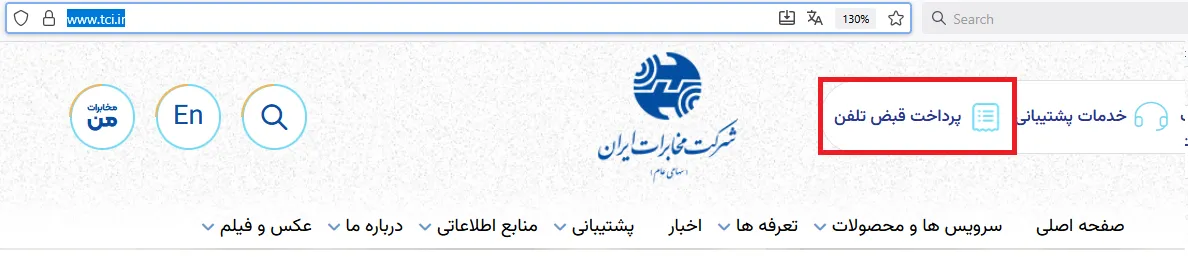 www.tci.ir
130%
Search
خدمات پشتیبانی
پرداخت قبض تلفن
شرکت مخابرات ایران
(سهامی عام)
En
مخابرات
من
صفحه اصلی
سرویس ها و محصولات
تعرفه ها
اخبار
پشتیبانی
منابع اطلاعاتی
درباره ما
عکس و فیلم